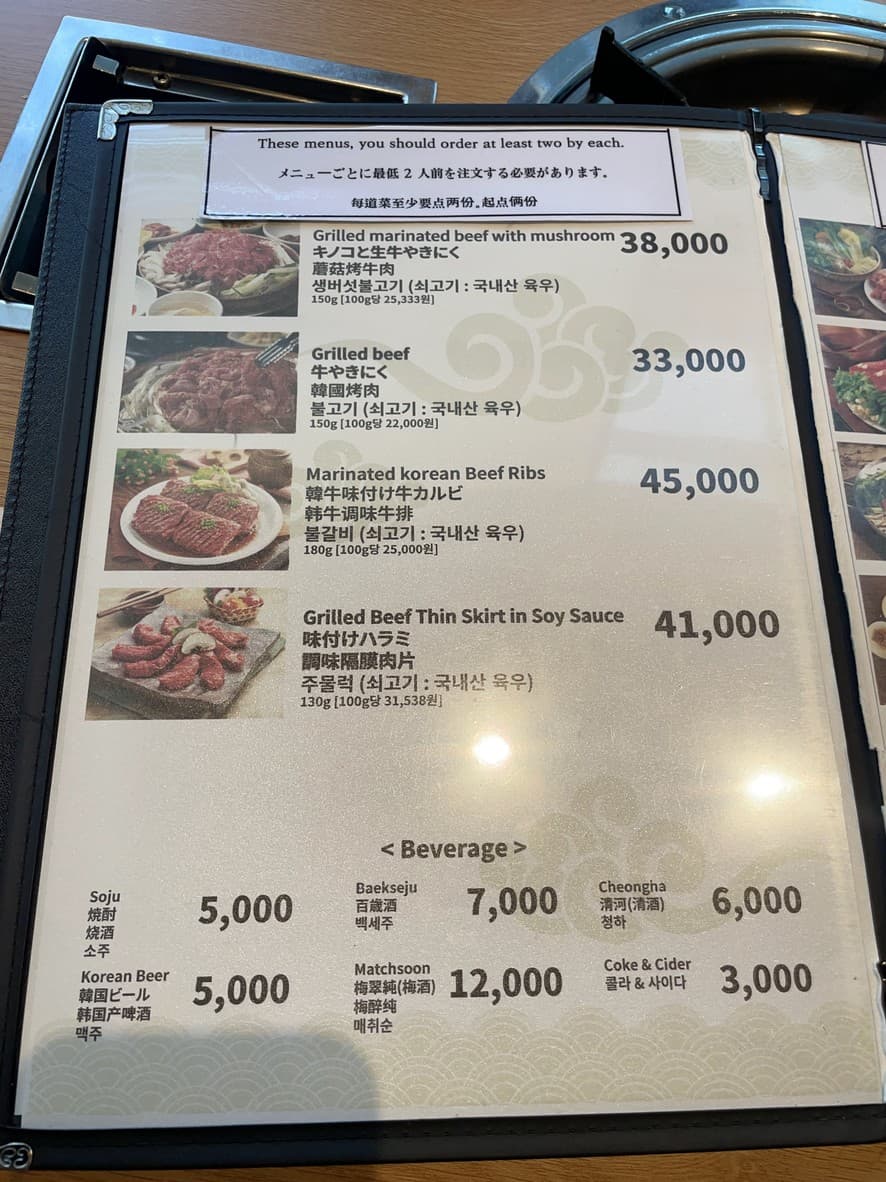 These menus, you should order at least two by each.
メニューごとに最低 2 人前を注文する必要があります。
每道菜至少要点两份。起点俩份
Grilled marinated beef with mushroom 38,000
キノコと生牛やきにく
蘑菇烤牛肉
생버섯불고기 (쇠고기 : 국내산 육우)
150g [100g당 25,333원]
Grilled beef 33,000
牛やきにく
韓國烤肉
불고기 (쇠고기 : 국내산 육우)
150g [100g당 22,000원]
Marinated korean Beef Ribs 45,000
韓牛味付け牛カルビ
韩牛调味牛排
불갈비 (쇠고기 : 국내산 육우)
180g [100g당 25,000원]
Grilled Beef Thin Skirt in Soy Sauce 41,000
味付けハラミ
調味隔膜肉片
주물럭 (쇠고기 : 국내산 육우)
130g [100g당 31,538원]
< Beverage >
Soju 5,000
焼酎
烧酒
소주
Baekseju 7,000
百歳酒
백세주
Cheongha 6,000
清河(清酒)
청하
Korean Beer 5,000
韓国ビール
韩国产啤酒
맥주
Matchsoon 12,000
梅翠純(梅酒)
梅醉纯
매취순
Coke & Cider 3,000
콜라 & 사이다